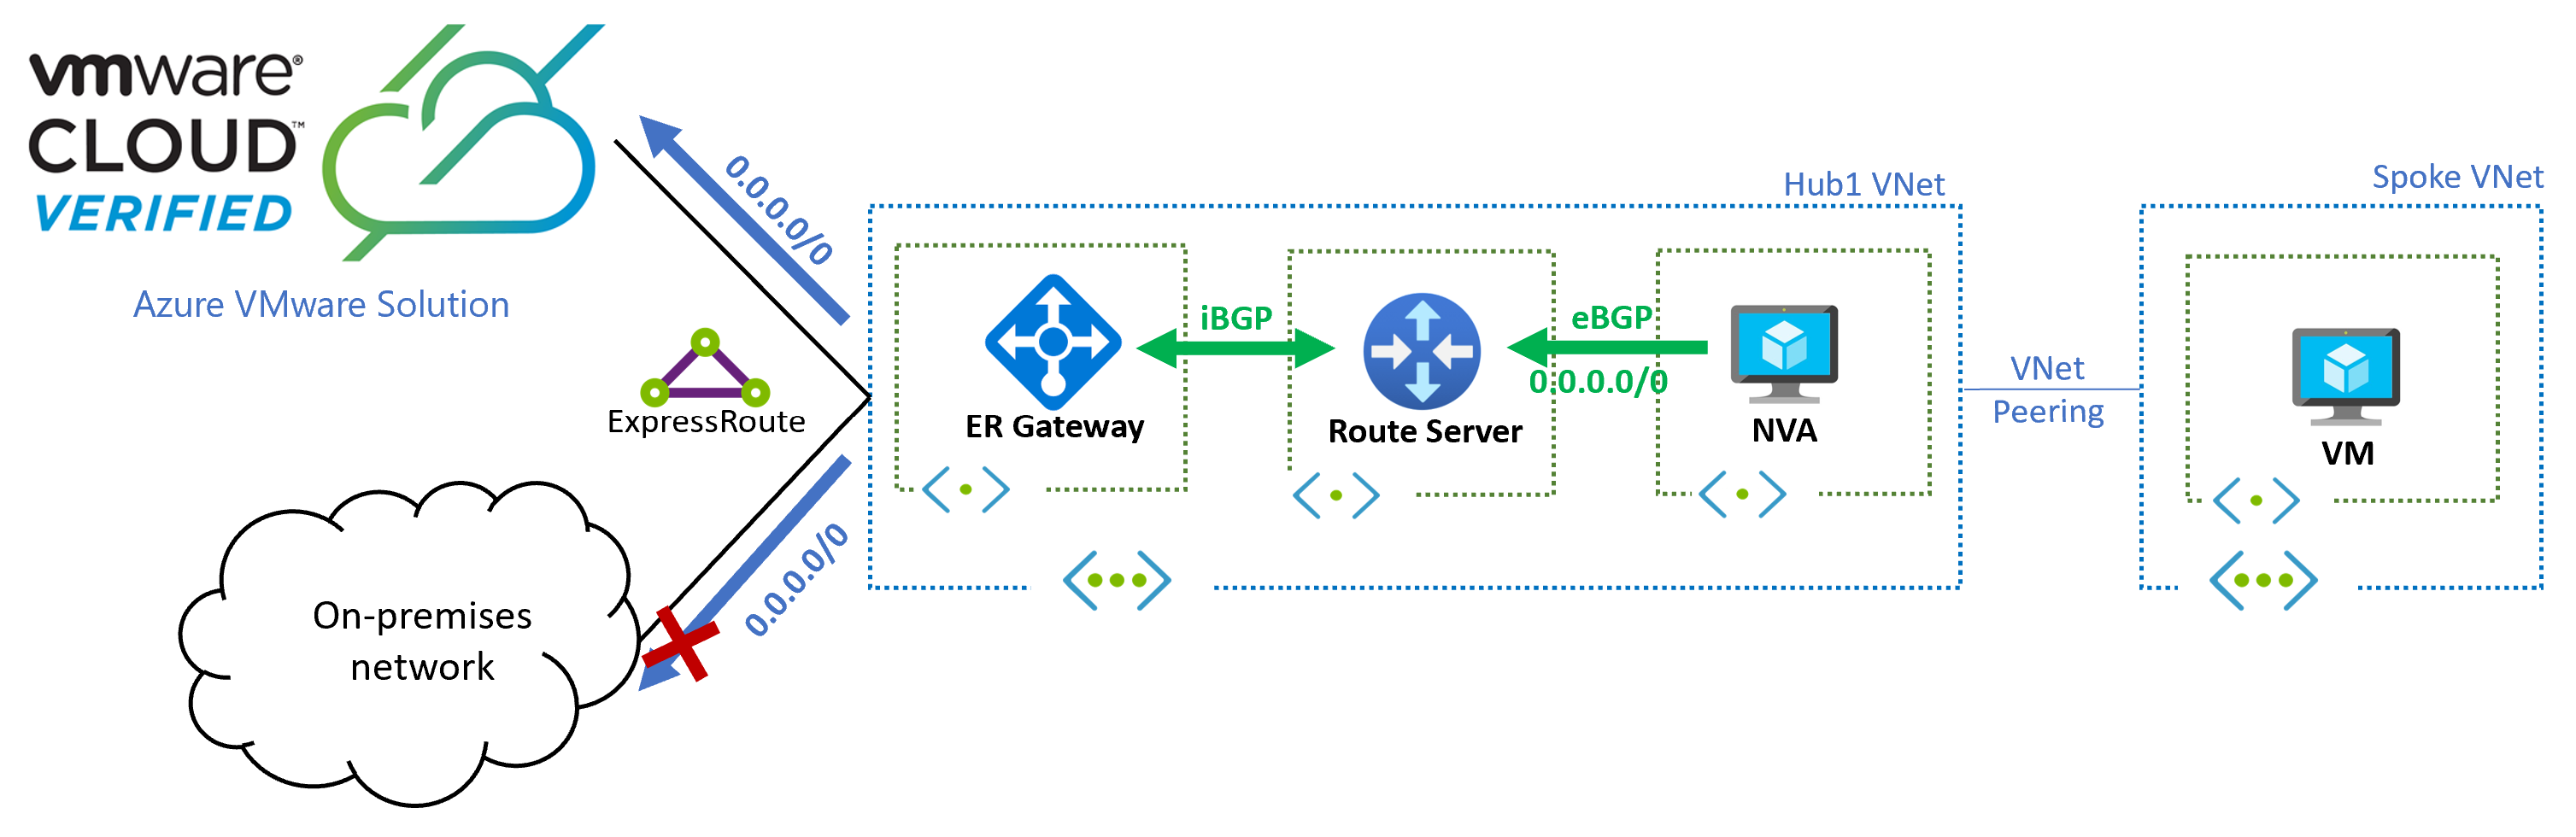 vmware®
CLOUD™
VERIFIED
Azure VMware Solution
0.0.0.0/0
ExpressRoute
0.0.0.0/0
On-premises
network
Hub1 VNet
ER Gateway
iBGP
Route Server
eBGP
0.0.0.0/0
NVA
VNet
Peering
Spoke VNet
VM